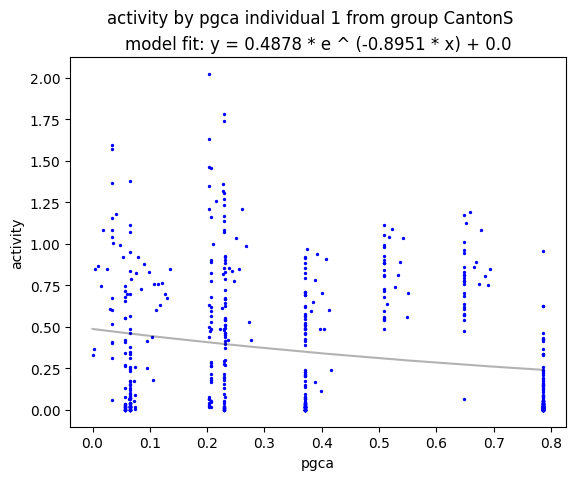 activity by pgca individual 1 from group CantonS
model fit: y = 0.4878 * e ^ (-0.8951 * x) + 0.0
2.00
1.75
1.50
1.25
1.00
0.75
0.50
0.25
0.00
activity
0.0 0.1 0.2 0.3 0.4 0.5 0.6 0.7 0.8
pgca